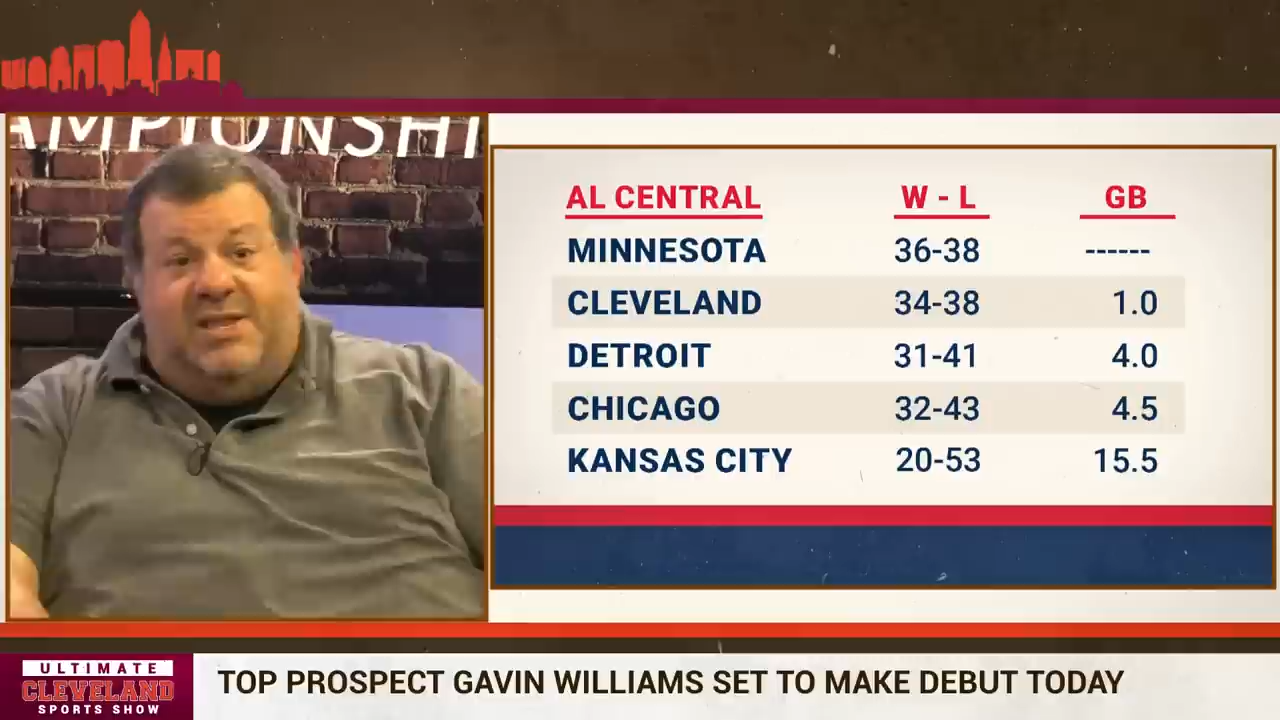 AMPIONSHI
AL CENTRAL W - L GB
MINNESOTA 36-38 ------
CLEVELAND 34-38 1.0
DETROIT 31-41 4.0
CHICAGO 32-43 4.5
KANSAS CITY 20-53 15.5
ULTIMATE
CLEVELAND
SPORTS SHOW
TOP PROSPECT GAVIN WILLIAMS SET TO MAKE DEBUT TODAY